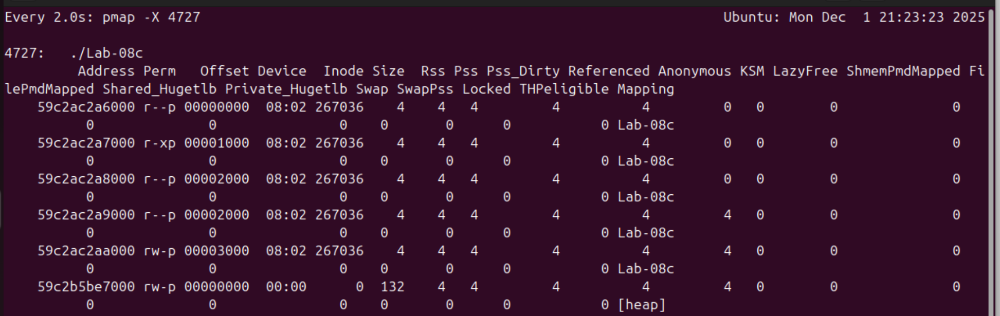 Every 2.0s: pmap -X 4727 Ubuntu: Mon Dec  1 21:23:23 2025
4727:   ./Lab-08c
Address Perm Offset Device Inode Size Rss Pss Pss_Dirty Referenced Anonymous KSM LazyFree ShmemPmdMapped Fi
lePmdMapped Shared_Hugetlb Private_Hugetlb Swap SwapPss Locked THPeligible Mapping
59c2ac2a6000 r--p 00000000 08:02 267036 4 4 4 4 4 0 0 0 0
0 0 0 0 0 0 0 Lab-08c
59c2ac2a7000 r-xp 00001000 08:02 267036 4 4 4 4 4 0 0 0 0
0 0 0 0 0 0 0 Lab-08c
59c2ac2a8000 r--p 00002000 08:02 267036 4 4 4 4 4 0 0 0 0
0 0 0 0 0 0 0 Lab-08c
59c2ac2a9000 r--p 00002000 08:02 267036 4 4 4 4 4 4 0 0 0
0 0 0 0 0 0 0 Lab-08c
59c2ac2aa000 rw-p 00003000 08:02 267036 4 4 4 4 4 4 0 0 0
0 0 0 0 0 0 0 Lab-08c
59c2b5be7000 rw-p 00000000 00:00 0 132 4 4 4 4 4 0 0 0
0 0 0 0 0 0 0 [heap]